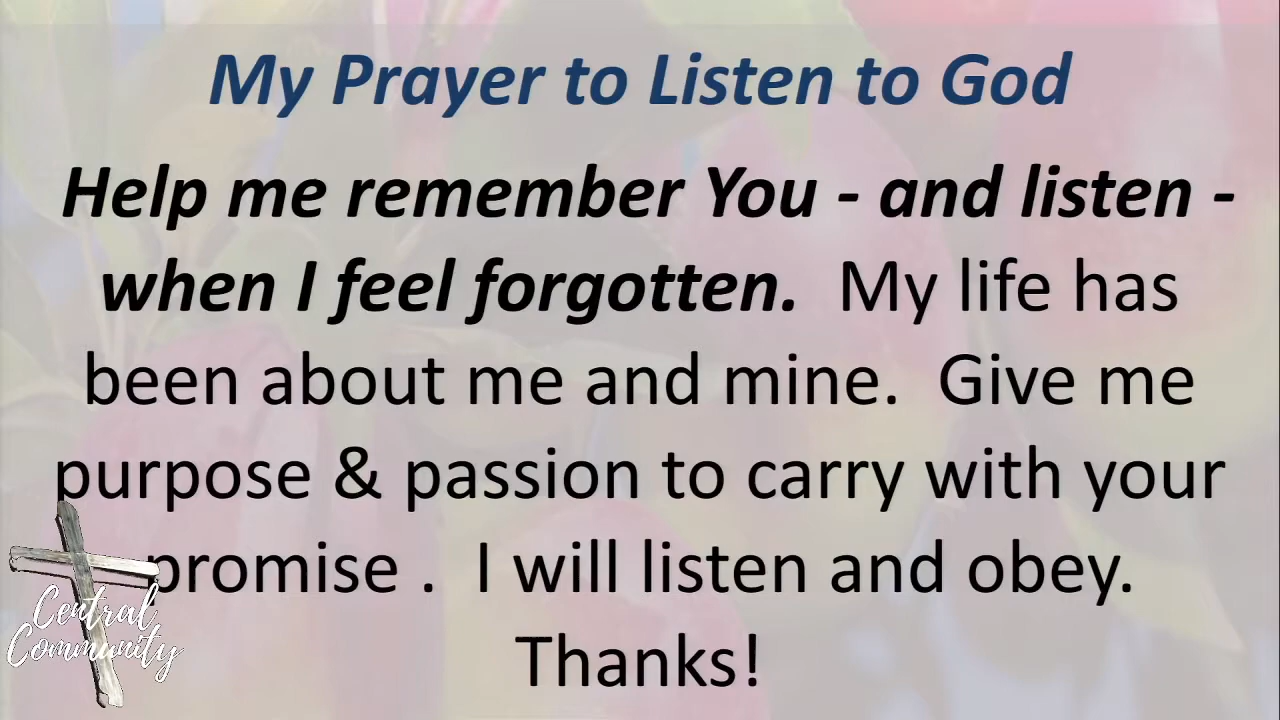 My Prayer to Listen to God
Help me remember You - and listen -
when I feel forgotten.  My life has
been about me and mine.  Give me
purpose & passion to carry with your
promise .  I will listen and obey.
Thanks!
Central
Community